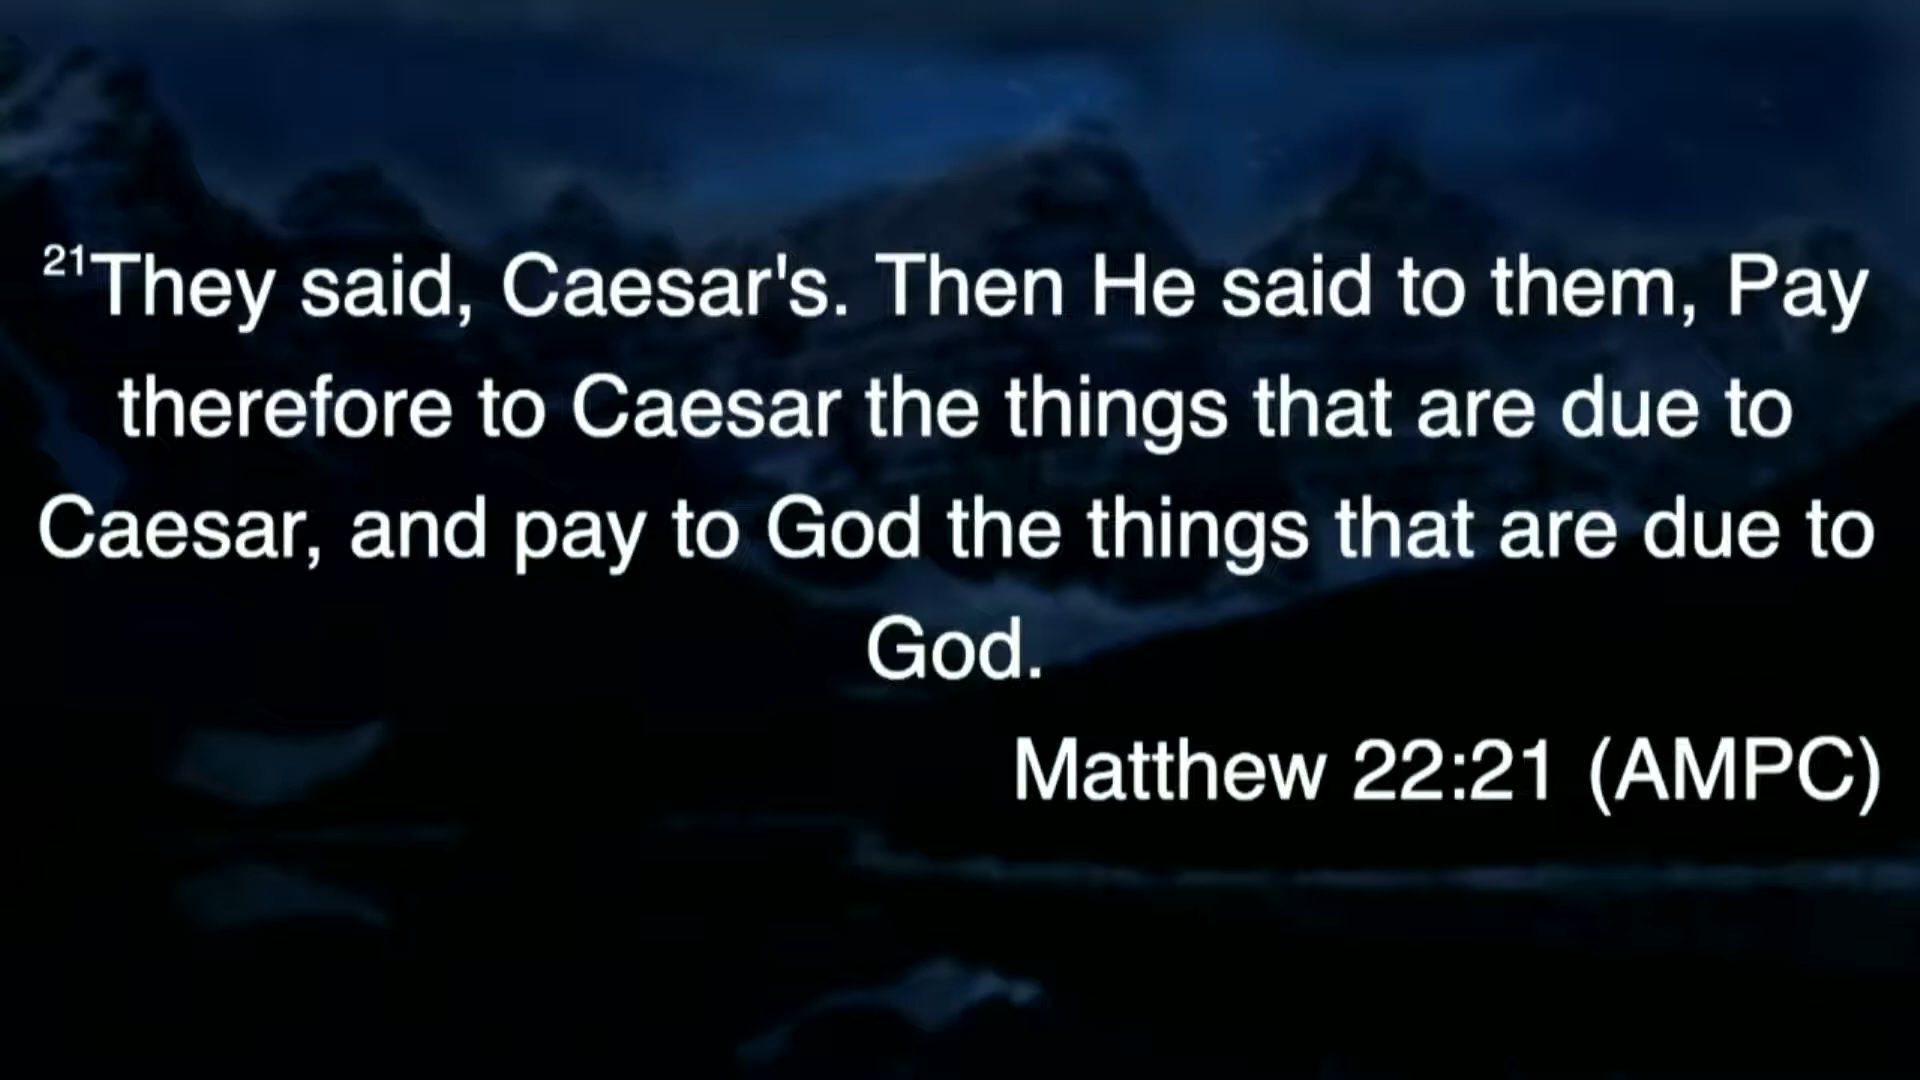 21They said, Caesar's. Then He said to them, Pay
therefore to Caesar the things that are due to
Caesar, and pay to God the things that are due to
God.
Matthew 22:21 (AMPC)